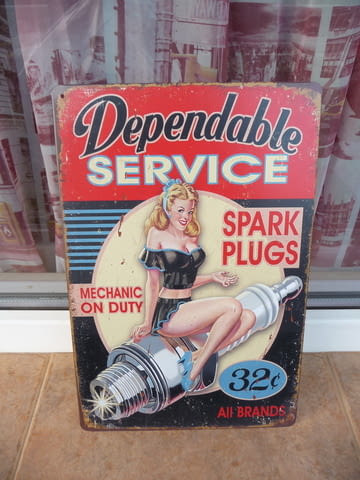 Dependable
SERVICE
SPARK
PLUGS
MECHANIC
ON DUTY
32¢
All BRANDS